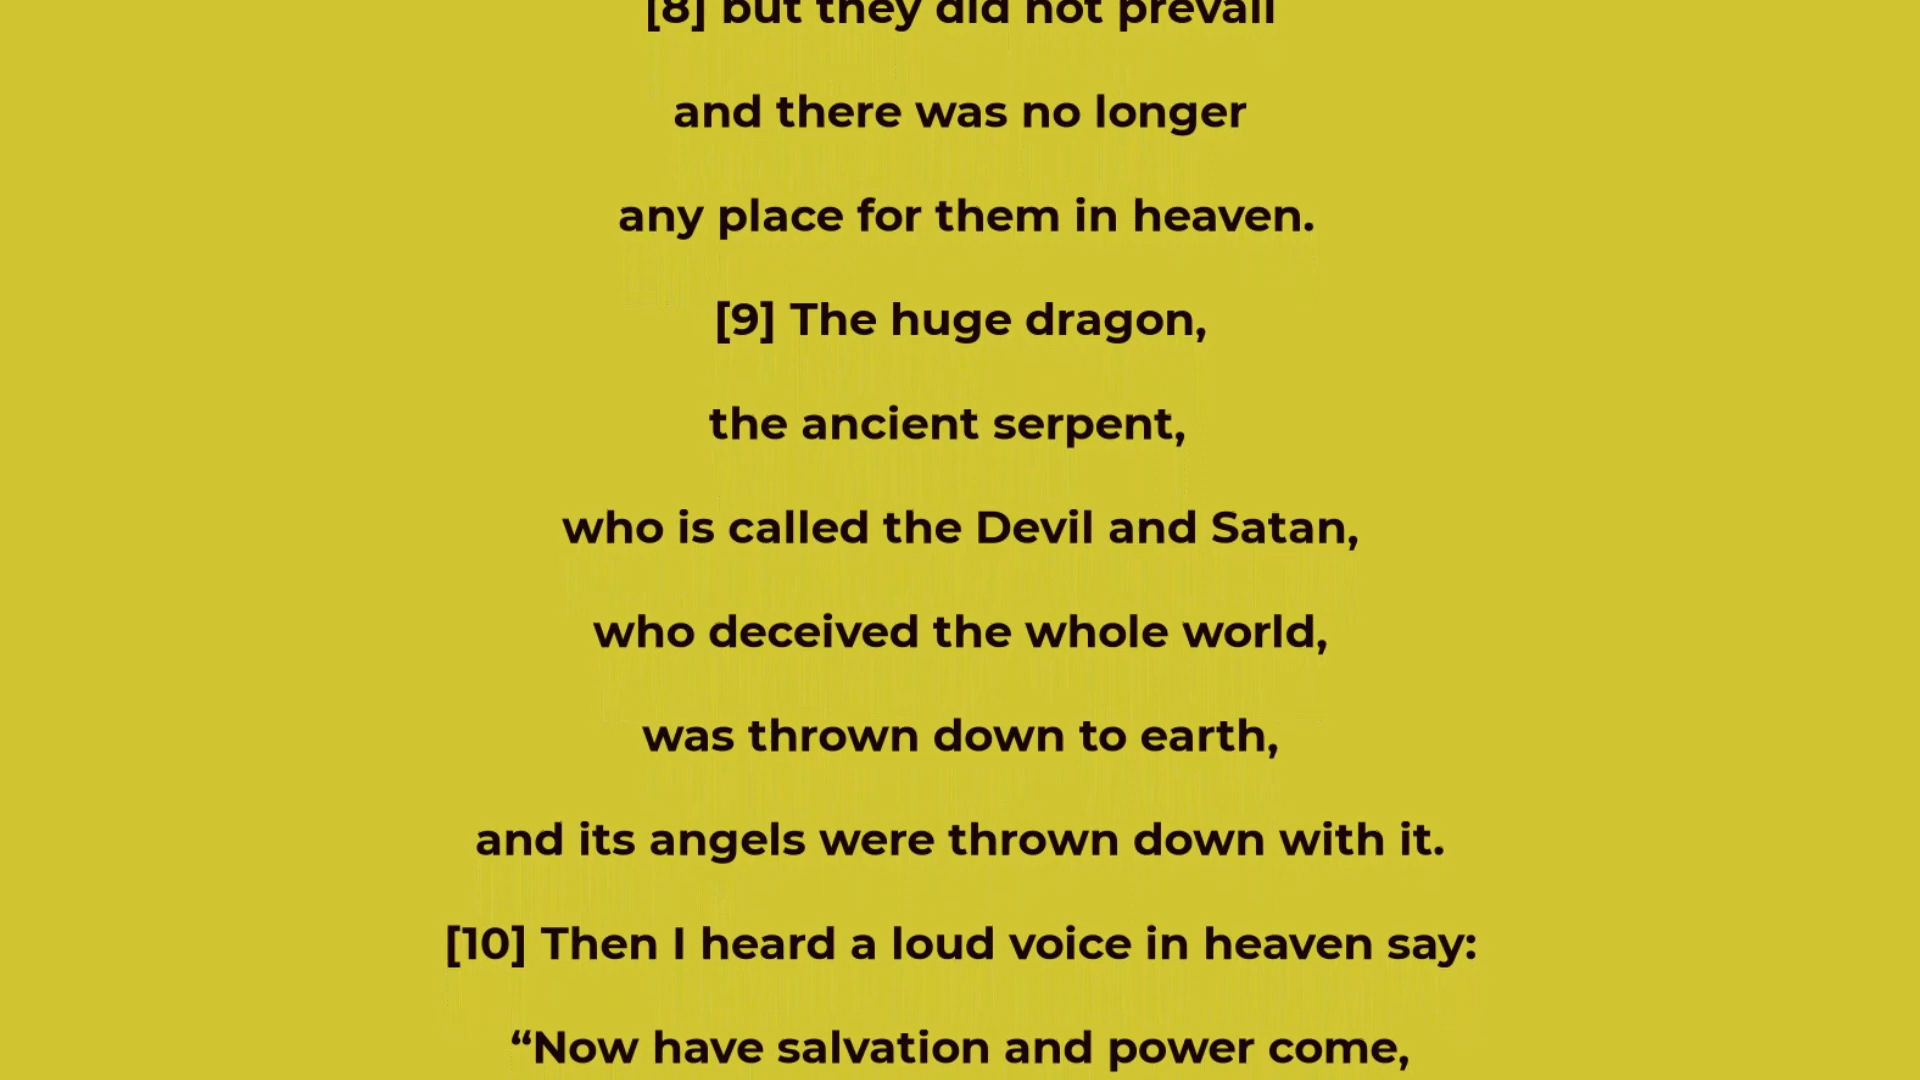 [8] but they did not prevail
and there was no longer
any place for them in heaven.
[9] The huge dragon,
the ancient serpent,
who is called the Devil and Satan,
who deceived the whole world,
was thrown down to earth,
and its angels were thrown down with it.
[10] Then I heard a loud voice in heaven say:
“Now have salvation and power come,